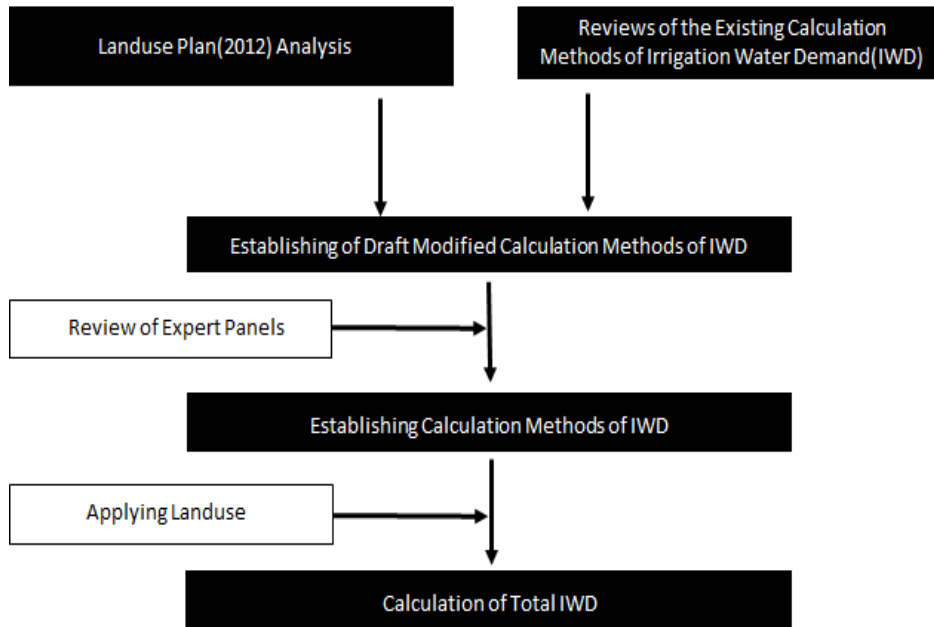 Landuse Plan(2012) Analysis
Reviews of the Existing Calculation
Methods of Irrigation Water Demand(IWD)
Establishing of Draft Modified Calculation Methods of IWD
Review of Expert Panels
Establishing Calculation Methods of IWD
Applying Landuse
Calculation of Total IWD